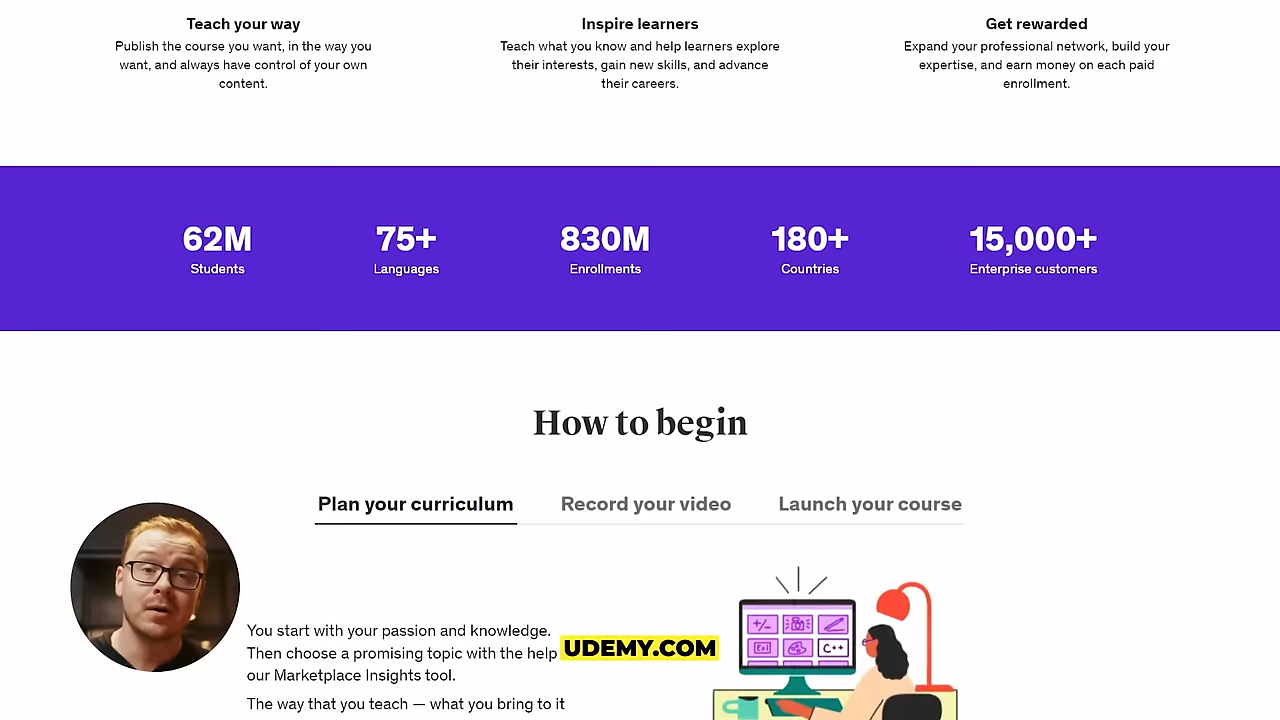 Teach your way
Publish the course you want, in the way you
want, and always have control of your own
content.
Inspire learners
Teach what you know and help learners explore
their interests, gain new skills, and advance
their careers.
Get rewarded
Expand your professional network, build your
expertise, and earn money on each paid
enrollment.
62M
Students
75+
Languages
830M
Enrollments
180+
Countries
15,000+
Enterprise customers
How to begin
Plan your curriculum
Record your video
Launch your course
You start with your passion and knowledge.
Then choose a promising topic with the help
our Marketplace Insights tool.
The way that you teach — what you bring to it
UDEMY.COM
+/-
C++